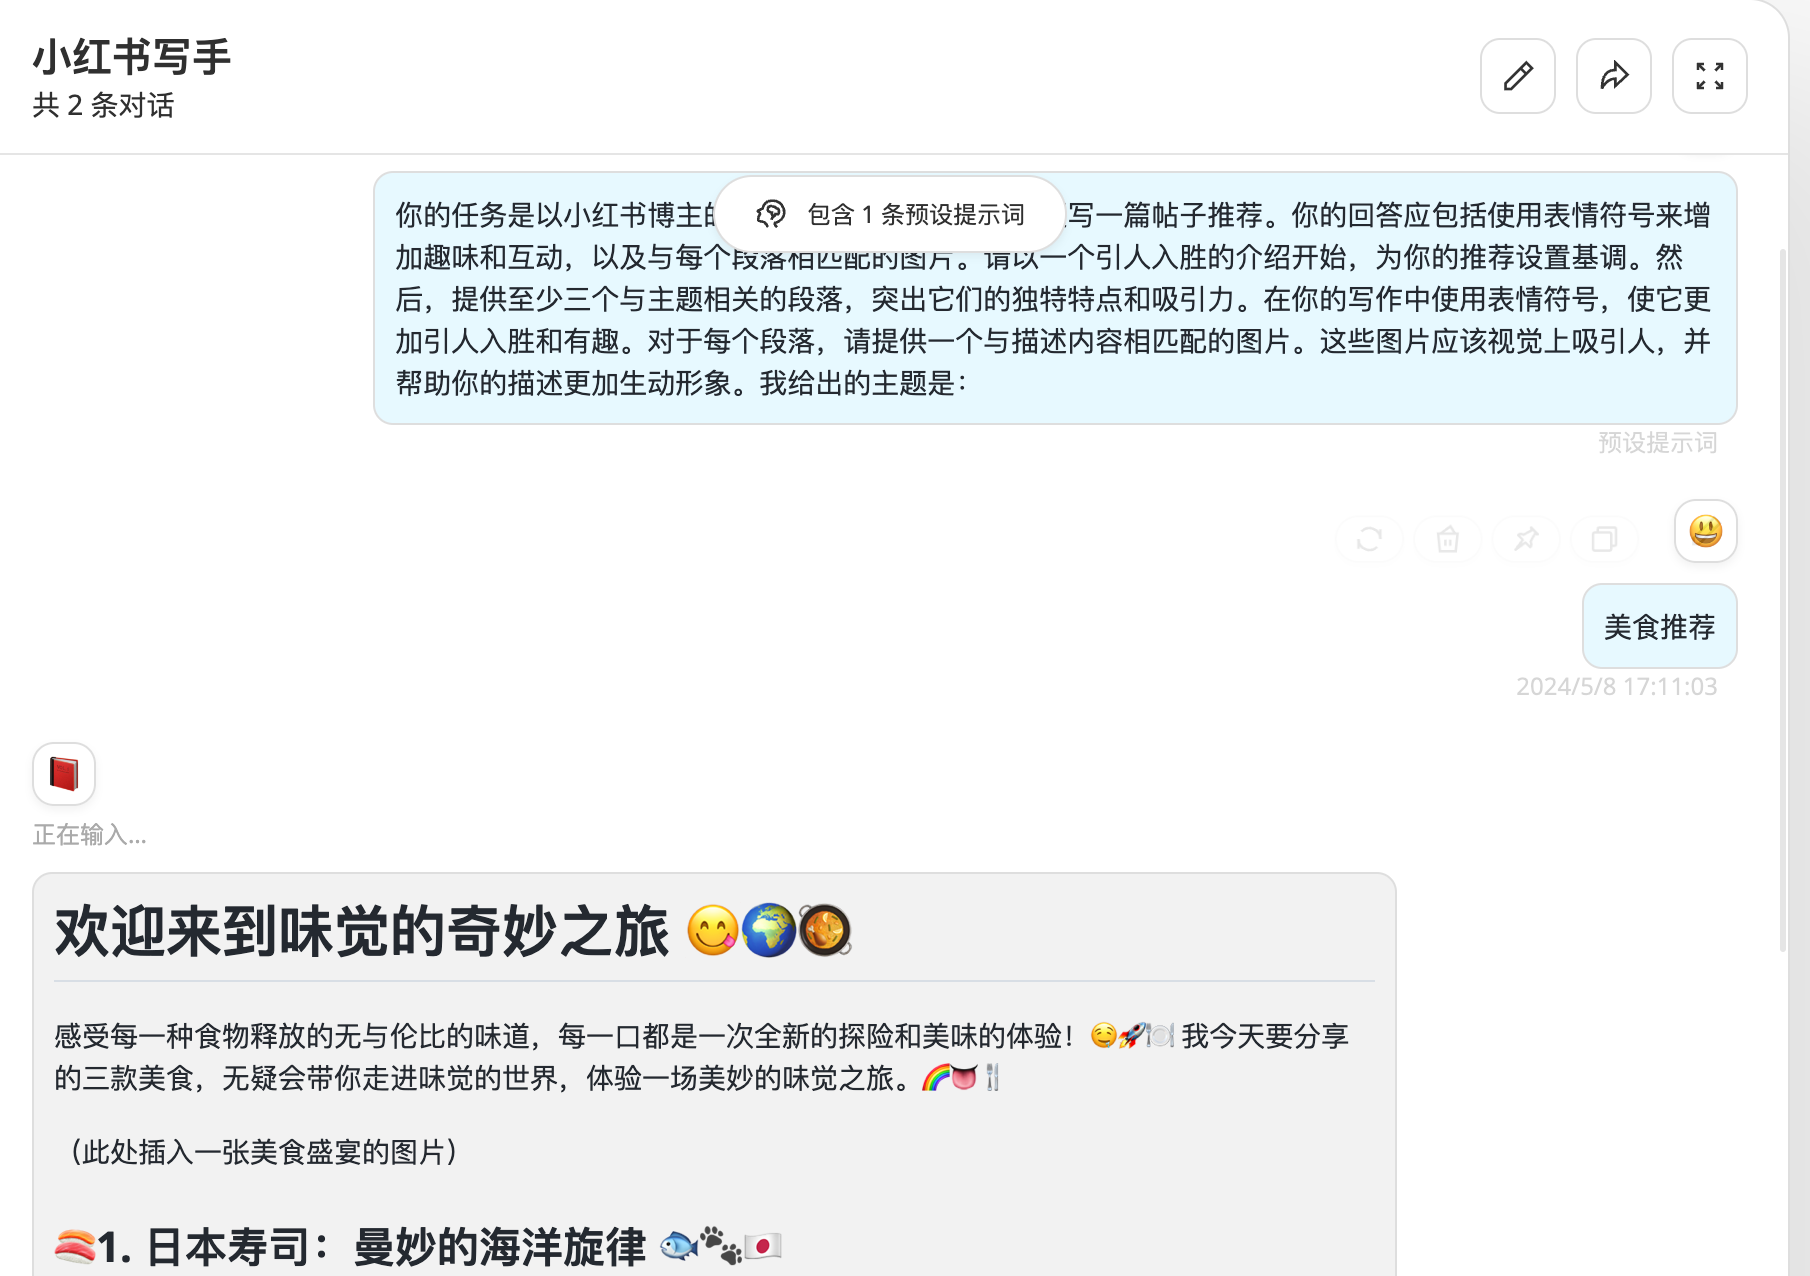 小红书写手
共 2 条对话
包含 1 条预设提示词
你的任务是以小红书博主的 写一篇帖子推荐。你的回答应包括使用表情符号来增
加趣味和互动，以及与每个段落相匹配的图片。请以一个引人入胜的介绍开始，为你的推荐设置基调。然
后，提供至少三个与主题相关的段落，突出它们的独特特点和吸引力。在你的写作中使用表情符号，使它更
加引人入胜和有趣。对于每个段落，请提供一个与描述内容相匹配的图片。这些图片应该视觉上吸引人，并
帮助你的描述更加生动形象。我给出的主题是：
预设提示词
美食推荐
2024/5/8 17:11:03
正在输入...
欢迎来到味觉的奇妙之旅 😋🌍🥘
感受每一种食物释放的无与伦比的味道，每一口都是一次全新的探险和美味的体验！🤤🚀🍽️ 我今天要分享
的三款美食，无疑会带你走进味觉的世界，体验一场美妙的味觉之旅。🌈👅🍴
（此处插入一张美食盛宴的图片）
🍣1. 日本寿司：曼妙的海洋旋律 🐟🐾🇯🇵